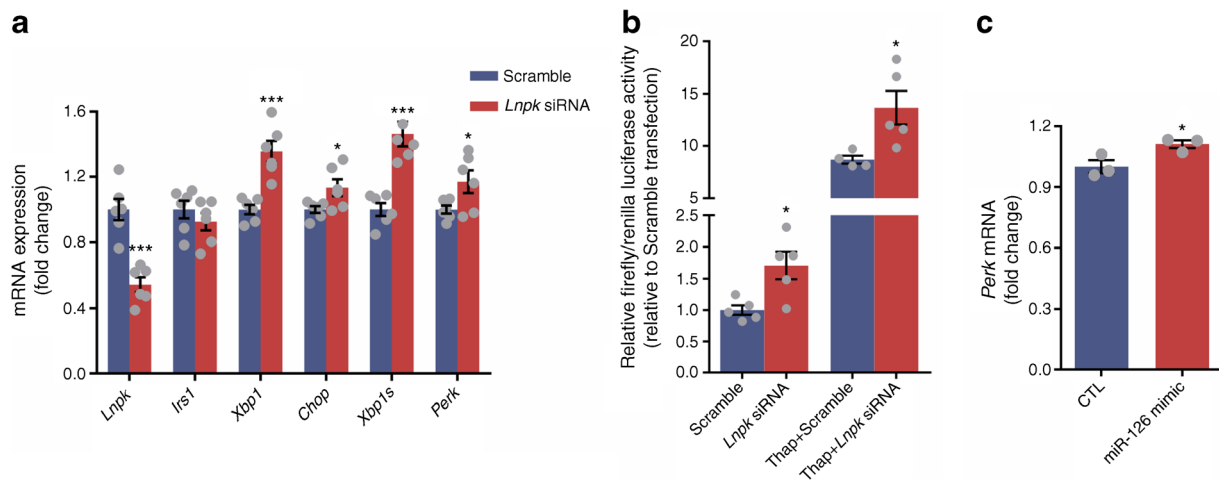 a
mRNA expression
(fold change)
1.6
1.2
0.8
0.4
0.0
Scramble
Lnpk siRNA
***
***
*
***
*
Lnpk
Irs1
Xbp1
Chop
Xbp1s
Perk
b
Relative firefly/renilla luciferase activity
(relative to Scramble transfection)
20
15
10
5
2.5
2.0
1.5
1.0
0.5
0.0
*
*
Scramble
Lnpk siRNA
Thap+Scramble
Thap+Lnpk siRNA
c
Perk mRNA
(fold change)
1.2
0.9
0.6
0.3
0.0
*
CTL
miR-126 mimic